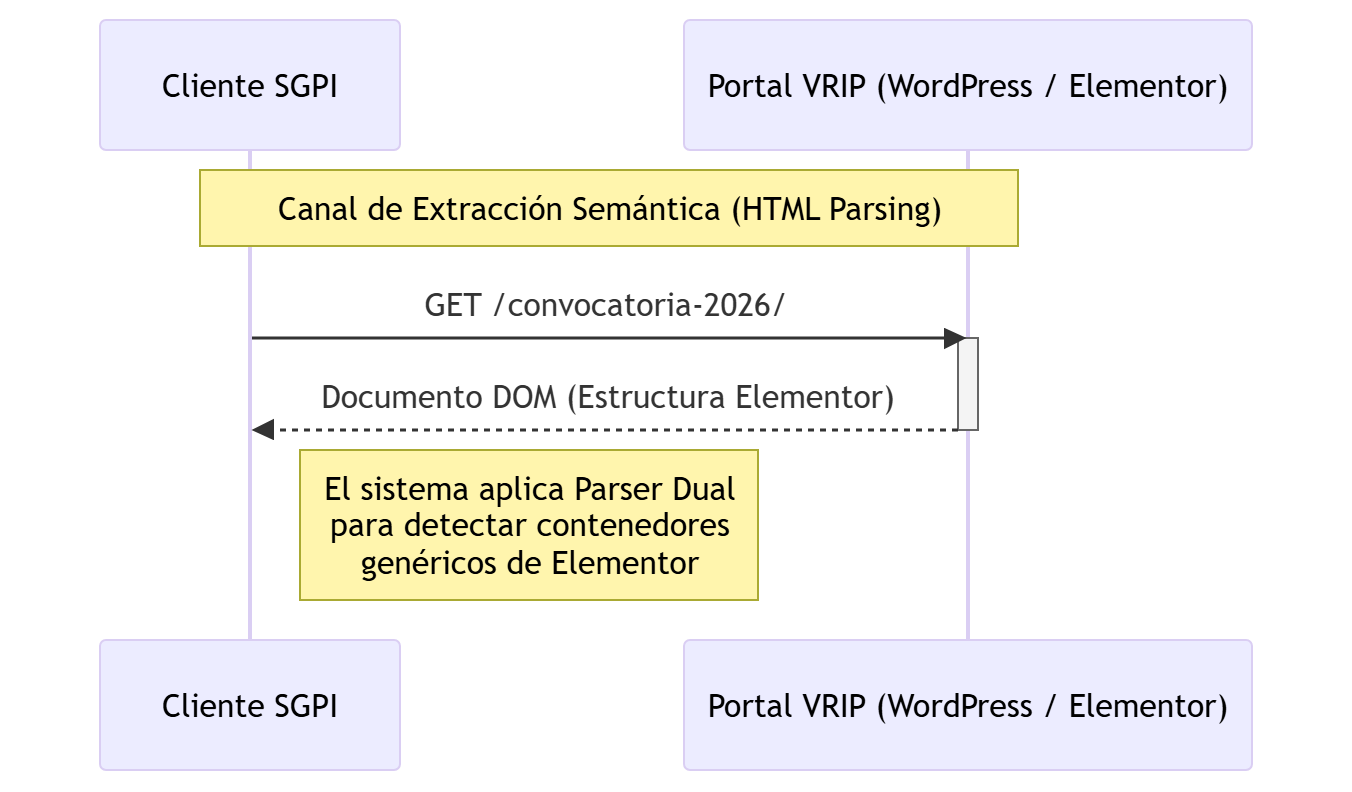 Cliente SGPI
Portal VRIP (WordPress / Elementor)
Canal de Extracción Semántica (HTML Parsing)
GET /convocatoria-2026/
Documento DOM (Estructura Elementor)
El sistema aplica Parser Dual
para detectar contenedores
genéricos de Elementor
Cliente SGPI
Portal VRIP (WordPress / Elementor)